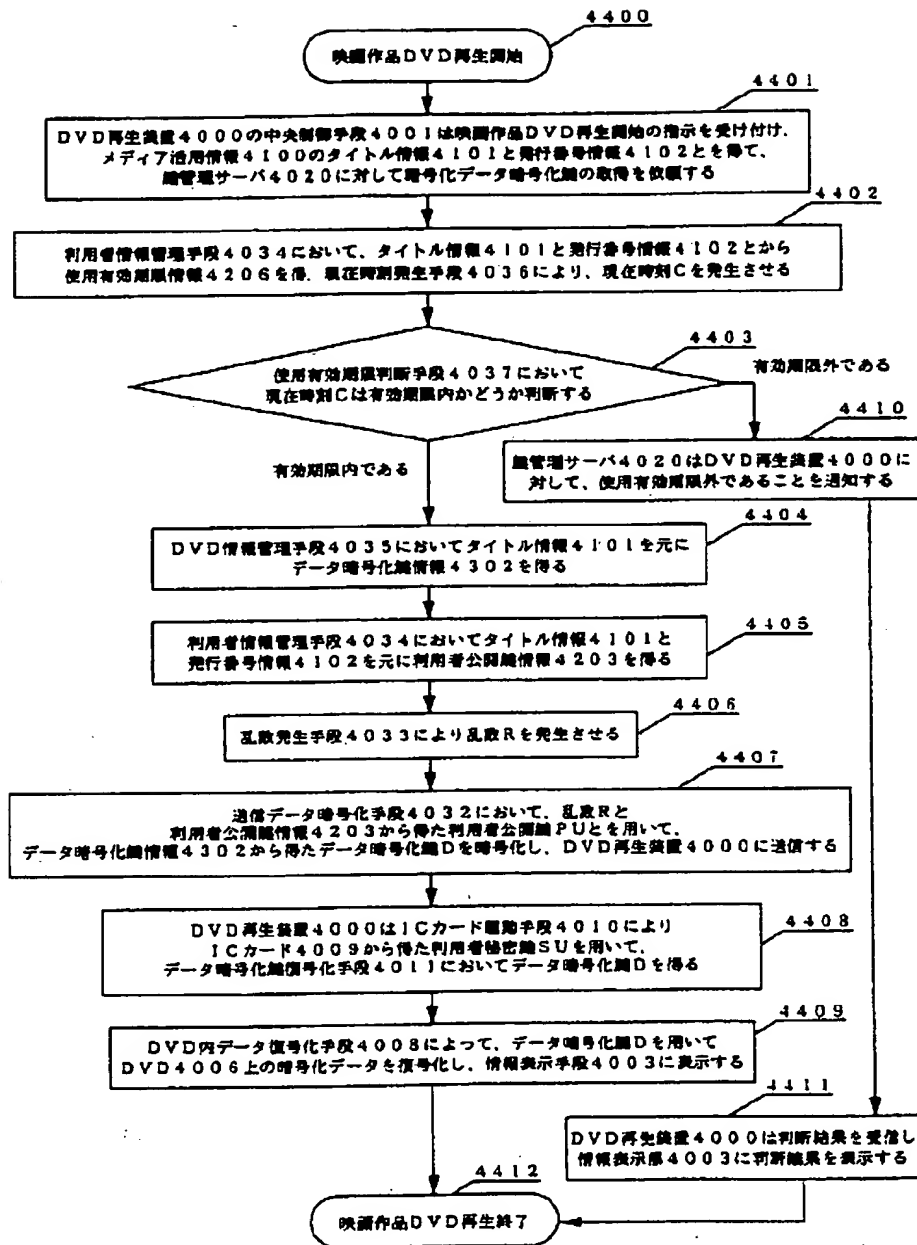 4400
映画作品DVD再生開始
4401
DVD再生装置4000の中央制御手段4001は映画作品DVD再生開始の指示を受け付け、
メディア活用情報4100のタイトル情報4101と発行番号情報4102とを得て、
鍵管理サーバ4020に対して暗号化データ暗号化鍵の取得を依頼する
4402
利用者情報管理手段4034において、タイトル情報4101と発行番号情報4102とから
使用有効期限情報4206を得、現在時刻発生手段4036により、現在時刻Cを発生させる
4403
使用有効期限判断手段4037において
現在時刻Cは有効期限内かどうか判断する
有効期限外である
4410
鍵管理サーバ4020はDVD再生装置4000に
対して、使用有効期限外であることを通知する
有効期限内である
4404
DVD情報管理手段4035においてタイトル情報4101を元に
データ暗号化鍵情報4302を得る
4405
利用者情報管理手段4034においてタイトル情報4101と
発行番号情報4102を元に利用者公開鍵情報4203を得る
4406
乱数発生手段4033により乱数Rを発生させる
4407
送信データ暗号化手段4032において、乱数Rと
利用者公開鍵情報4203から得た利用者公開鍵PUとを用いて、
データ暗号化鍵情報4302から得たデータ暗号化鍵Dを暗号化し、DVD再生装置4000に送信する
4408
DVD再生装置4000はICカード駆動手段4010により
ICカード4009から得た利用者秘密鍵SUを用いて、
データ暗号化鍵復号化手段4011においてデータ暗号化鍵Dを得る
4409
DVD内データ復号化手段4008によって、データ暗号化鍵Dを用いて
DVD4006上の暗号化データを復号化し、情報表示手段4003に表示する
4411
DVD再生装置4000は判断結果を受信し
情報表示部4003に判断結果を表示する
4412
映画作品DVD再生終了